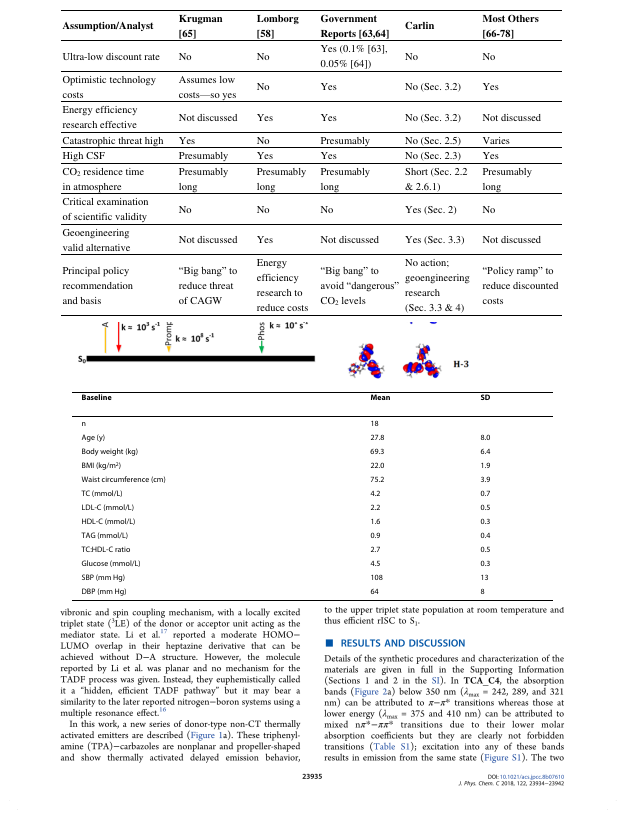 Assumption/Analyst Krugman [65] Lomborg [58] Government Reports [63,64] Carlin Most Others [66-78]
Ultra-low discount rate No No Yes (0.1% [63], 0.05% [64]) No No
Optimistic technology costs Assumes low costs—so yes No Yes No (Sec. 3.2) Yes
Energy efficiency research effective Not discussed Yes Yes No (Sec. 3.2) Not discussed
Catastrophic threat high Yes No Presumably No (Sec. 2.5) Varies
High CSF Presumably Yes Yes No (Sec. 2.3) Yes
CO2 residence time in atmosphere Presumably long Presumably long Presumably long Short (Sec. 2.2 & 2.6.1) Presumably long
Critical examination of scientific validity No No No Yes (Sec. 2) No
Geoengineering valid alternative Not discussed Yes Not discussed Yes (Sec. 3.3) Not discussed
Principal policy recommendation and basis "Big bang" to reduce threat of CAGW Energy efficiency research to reduce costs "Big bang" to avoid "dangerous" CO2 levels No action; geoengineering research (Sec. 3.3 & 4) "Policy ramp" to reduce discounted costs
A k ≈ 10³ s⁻¹ Promp k ≈ 10⁸ s⁻¹ Phos
S₀
H-3
Baseline Mean SD
n 18
Age (y) 27.8 8.0
Body weight (kg) 69.3 6.4
BMI (kg/m²) 22.0 1.9
Waist circumference (cm) 75.2 3.9
TC (mmol/L) 4.2 0.7
LDL-C (mmol/L) 2.2 0.5
HDL-C (mmol/L) 1.6 0.3
TAG (mmol/L) 0.9 0.4
TC:HDL-C ratio 2.7 0.5
Glucose (mmol/L) 4.5 0.3
SBP (mm Hg) 108 13
DBP (mm Hg) 64 8
vibronic and spin coupling mechanism, with a locally excited
triplet state (³LE) of the donor or acceptor unit acting as the
mediator state. Li et al.¹⁷ reported a moderate HOMO−
LUMO overlap in their heptazine derivative that can be
achieved without D−A structure. However, the molecule
reported by Li et al. was planar and no mechanism for the
TADF process was given. Instead, they euphemistically called
it a "hidden, efficient TADF pathway" but it may bear a
similarity to the later reported nitrogen−boron systems using a
multiple resonance effect.¹⁶
In this work, a new series of donor-type non-CT thermally
activated emitters are described (Figure 1a). These triphenyl-
amine (TPA)−carbazoles are nonplanar and propeller-shaped
and show thermally activated delayed emission behavior,
to the upper triplet state population at room temperature and
thus efficient rISC to S₁.
■ RESULTS AND DISCUSSION
Details of the synthetic procedures and characterization of the
materials are given in full in the Supporting Information
(Sections 1 and 2 in the SI). In TCA_C4, the absorption
bands (Figure 2a) below 350 nm (λmax = 242, 289, and 321
nm) can be attributed to π−π* transitions whereas those at
lower energy (λmax = 375 and 410 nm) can be attributed to
mixed nπ*−ππ* transitions due to their lower molar
absorption coefficients but they are clearly not forbidden
transitions (Table S1); excitation into any of these bands
results in emission from the same state (Figure S1). The two
23935
DOI: 10.1021/acs.jpcc.8b07610
J. Phys. Chem. C 2018, 122, 23934−23942